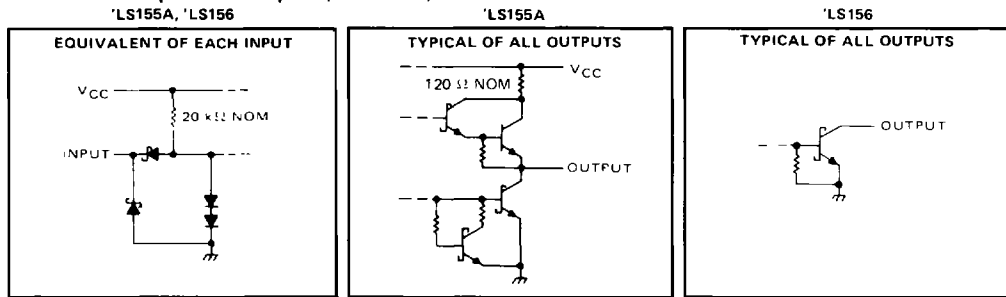 'LS155A, 'LS156
EQUIVALENT OF EACH INPUT
VCC
20 kΩ NOM
INPUT
'LS155A
TYPICAL OF ALL OUTPUTS
VCC
120 Ω NOM
OUTPUT
'LS156
TYPICAL OF ALL OUTPUTS
OUTPUT